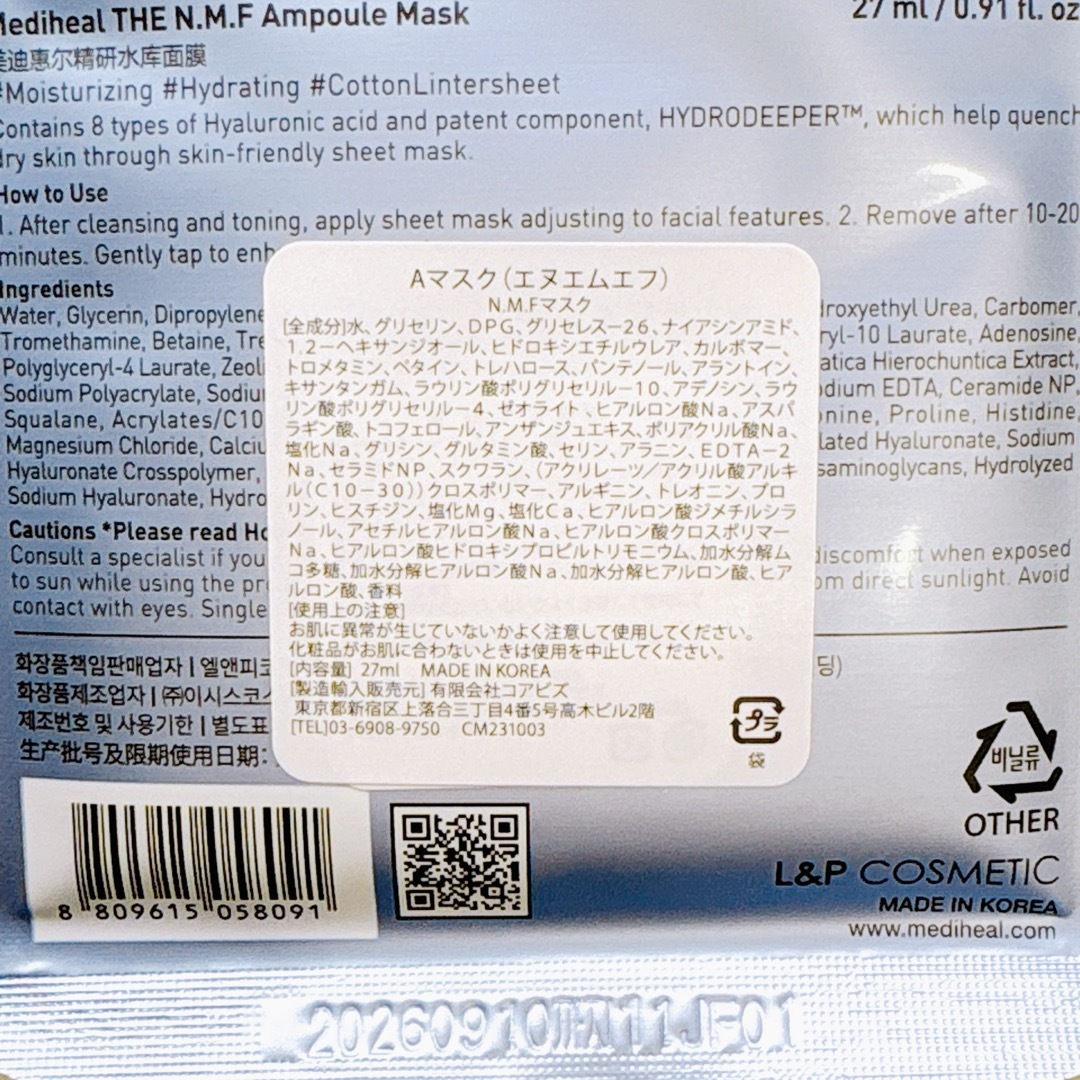 Mediheal THE N.M.F Ampoule Mask
27 ml / 0.91 fl. oz
美迪惠尔精研水库面膜
#Moisturizing #Hydrating #CottonLintersheet
Contains 8 types of Hyaluronic acid and patent component, HYDRODEEPER™, which help quench
dry skin through skin-friendly sheet mask.
How to Use
1. After cleansing and toning, apply sheet mask adjusting to facial features. 2. Remove after 10-20
minutes. Gently tap to enh
Ingredients
Water, Glycerin, Dipropylene
droxyethyl Urea, Carbomer,
Tromethamine, Betaine, Tre
ryl-10 Laurate, Adenosine,
Polyglyceryl-4 Laurate, Zeol
atica Hierochuntica Extract,
Sodium Polyacrylate, Sodiu
dium EDTA, Ceramide NP,
Squalane, Acrylates/C10
nine, Proline, Histidine,
Magnesium Chloride, Calciu
lated Hyaluronate, Sodium
Hyaluronate Crosspolymer,
saminoglycans, Hydrolyzed
Sodium Hyaluronate, Hydro
Cautions *Please read Ho
Consult a specialist if you
discomfort when exposed
to sun while using the pr
om direct sunlight. Avoid
contact with eyes. Single
화장품책임판매업자 | 엘앤피코
딩)
화장품제조업자 | ㈜이시스코스
제조번호 및 사용기한 | 별도표
生产批号及限期使用日期:
Aマスク(エヌエムエフ)
N.M.Fマスク
[全成分]水、グリセリン、DPG、グリセレス-26、ナイアシンアミド、
1.2-ヘキサンジオール、ヒドロキシエチルウレア、カルボマー、
トロメタミン、ベタイン、トレハロース、パンテノール、アラントイン、
キサンタンガム、ラウリン酸ポリグリセリル-10、アデノシン、ラウ
リン酸ポリグリセリル-4、ゼオライト、ヒアルロン酸Na、アスパ
ラギン酸、トコフェロール、アンザンジュエキス、ポリアクリル酸Na、
塩化Na、グリシン、グルタミン酸、セリン、アラニン、EDTA-2
Na、セラミドNP、スクワラン、(アクリレーツ/アクリル酸アルキ
ル(C10-30))クロスポリマー、アルギニン、トレオニン、プロ
リン、ヒスチジン、塩化Mg、塩化Ca、ヒアルロン酸ジメチルシラ
ノール、アセチルヒアルロン酸Na、ヒアルロン酸クロスポリマー
Na、ヒアルロン酸ヒドロキシプロピルトリモニウム、加水分解ム
コ多糖、加水分解ヒアルロン酸Na、加水分解ヒアルロン酸、ヒア
ルロン酸、香料
[使用上の注意]
お肌に異常が生じていないかよく注意して使用してください。
化粧品がお肌に合わないときは使用を中止してください。
[内容量] 27ml MADE IN KOREA
[製造輸入販売元] 有限会社コアビズ
東京都新宿区上落合三丁目4番5号高木ビル2階
[TEL]03-6908-9750 CM231003
プラ
袋
비닐류
OTHER
L&P COSMETIC
MADE IN KOREA
www.mediheal.com
8 809615 058091
20260910까지11JF01